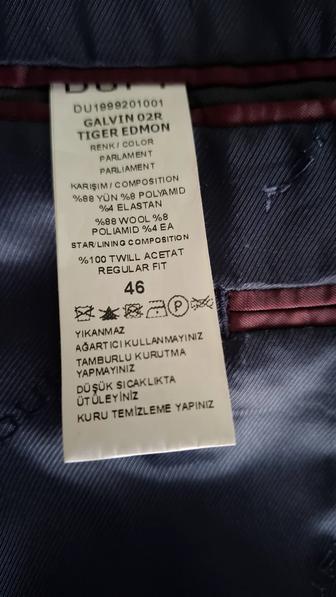 DU1999201001
GALVIN 02R
TIGER EDMON
RENK/ COLOR
PARLAMENT
PARLIAMENT
KARIŞIM / COMPOSITION
%88 YÜN %8 POLYAMID
%4 ELASTAN
%88 WOOL %8
POLIAMID %4 EA
STAR/LINING COMPOSITION
%100 TWILL ACETAT
REGULAR FIT
46
P
YIKANMAZ
AĞARTICI KULLANMAYINIZ
TAMBURLU KURUTMA
YAPMAYINIZ
DÜŞÜK SICAKLIKTA
ÜTÜLEYİNİZ
KURU TEMİZLEME YAPINIZ